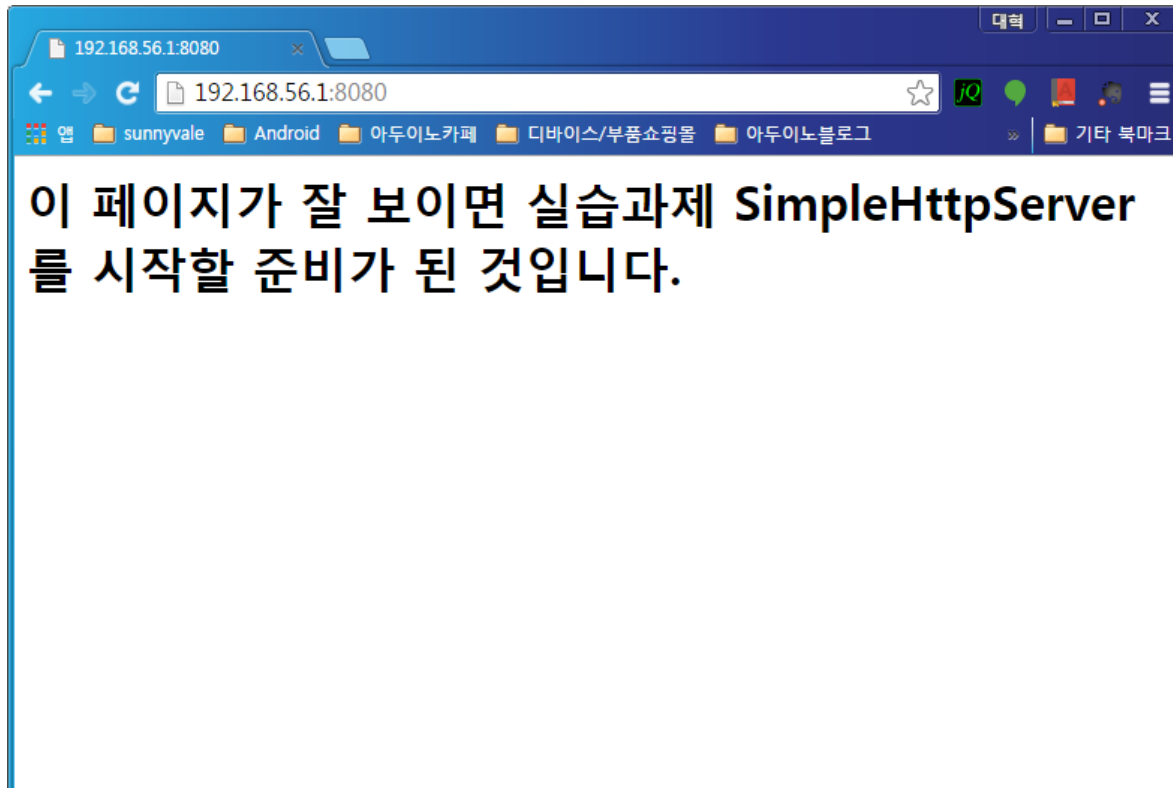 대혁
192.168.56.1:8080
192.168.56.1:8080
jQ
앱 sunnyvale Android 아두이노카페 디바이스/부품쇼핑몰 아두이노블로그 » 기타 북마크
이 페이지가 잘 보이면 실습과제 SimpleHttpServer
를 시작할 준비가 된 것입니다.